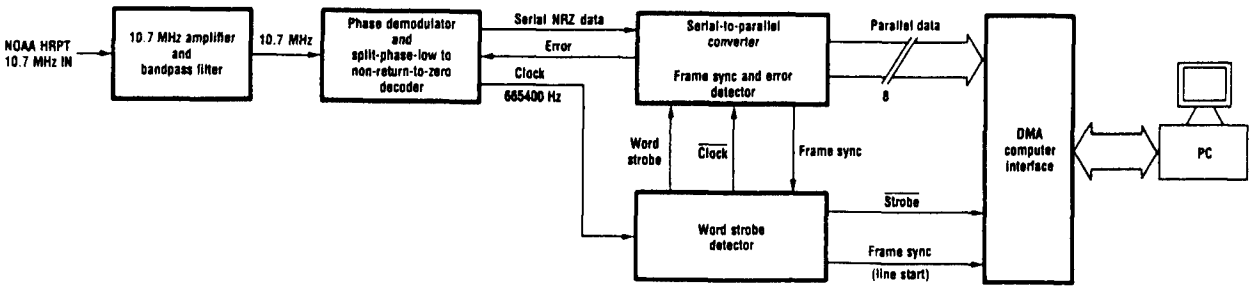 NOAA HRPT
10.7 MHz IN
10.7 MHz amplifier
and
bandpass filter
10.7 MHz
Phase demodulator
and
split-phase-low to
non-return-to-zero
decoder
Serial NRZ data
Error
Clock
665400 Hz
Serial-to-parallel
converter
Frame sync and error
detector
Parallel data
8
Word
strobe
Clock
Frame sync
Word strobe
detector
Strobe
Frame sync
(line start)
DMA
computer
interface
PC